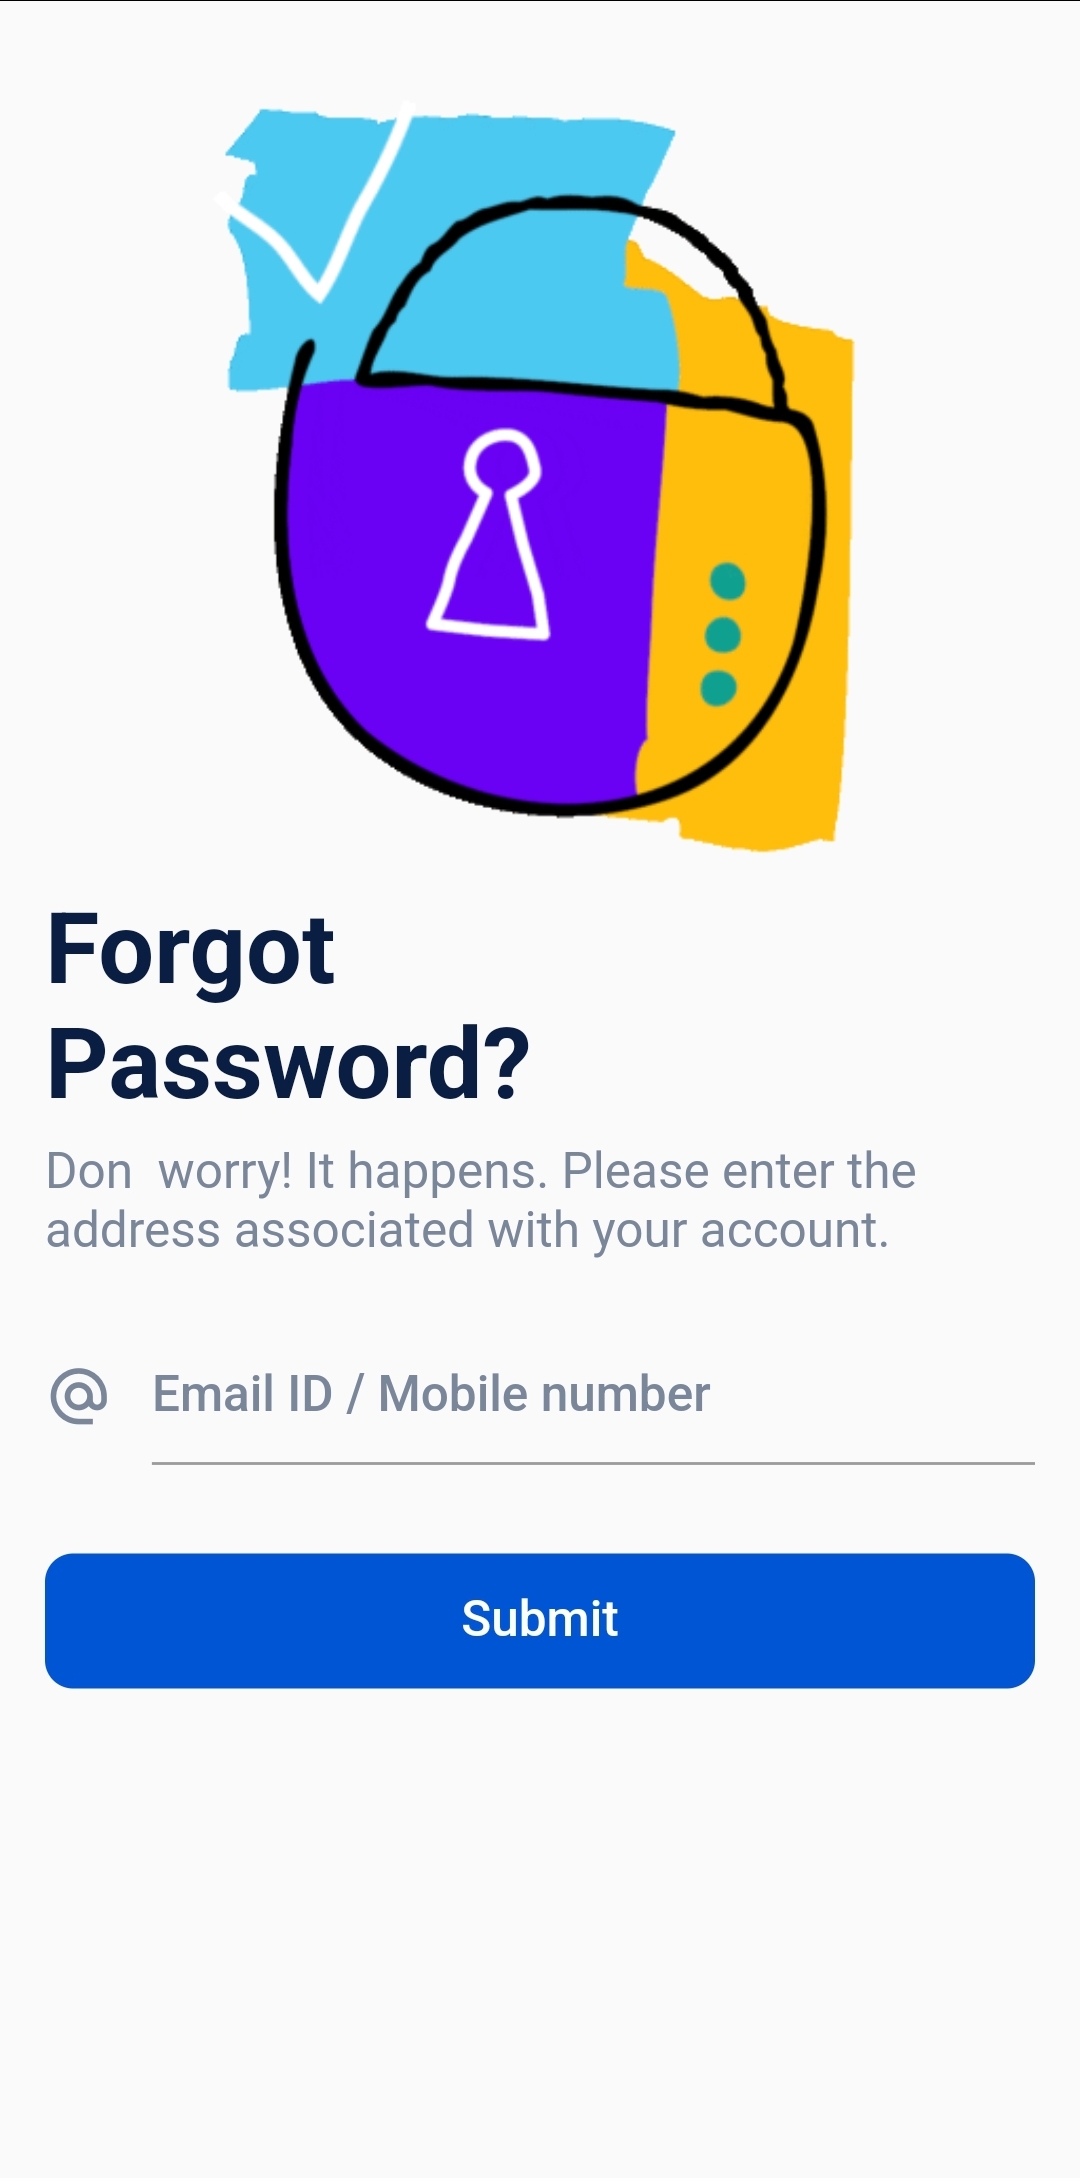 Forgot
Password?
Don  worry! It happens. Please enter the
address associated with your account.
@ Email ID / Mobile number
Submit